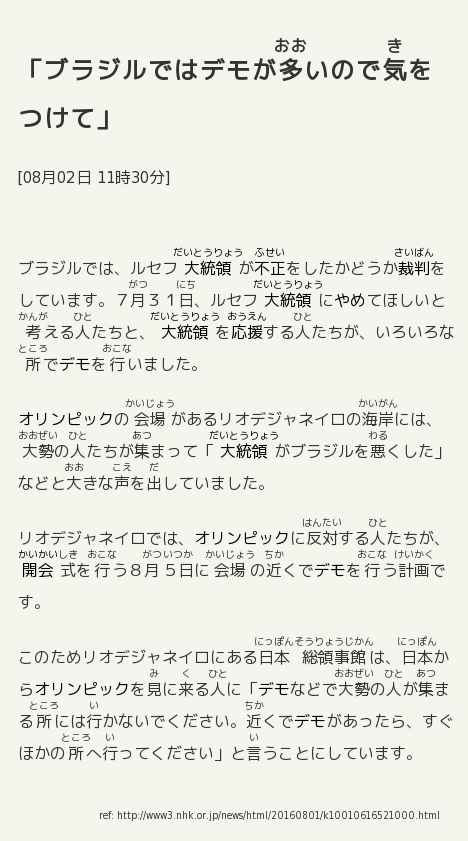 「ブラジルではデモが多いので気を
つけて」
[08月02日 11時30分]
ブラジルでは、ルセフ大統領が不正をしたかどうか裁判を
しています。７月３１日、ルセフ大統領にやめてほしいと
考える人たちと、大統領を応援する人たちが、いろいろな
所でデモを行いました。
オリンピックの会場があるリオデジャネイロの海岸には、
大勢の人たちが集まって「大統領がブラジルを悪くした」
などと大きな声を出していました。
リオデジャネイロでは、オリンピックに反対する人たちが、
開会式を行う８月５日に会場の近くでデモを行う計画で
す。
このためリオデジャネイロにある日本総領事館は、日本か
らオリンピックを見に来る人に「デモなどで大勢の人が集ま
る所には行かないでください。近くでデモがあったら、すぐ
ほかの所へ行ってください」と言うことにしています。
ref: http://www3.nhk.or.jp/news/html/20160801/k10010616521000.html